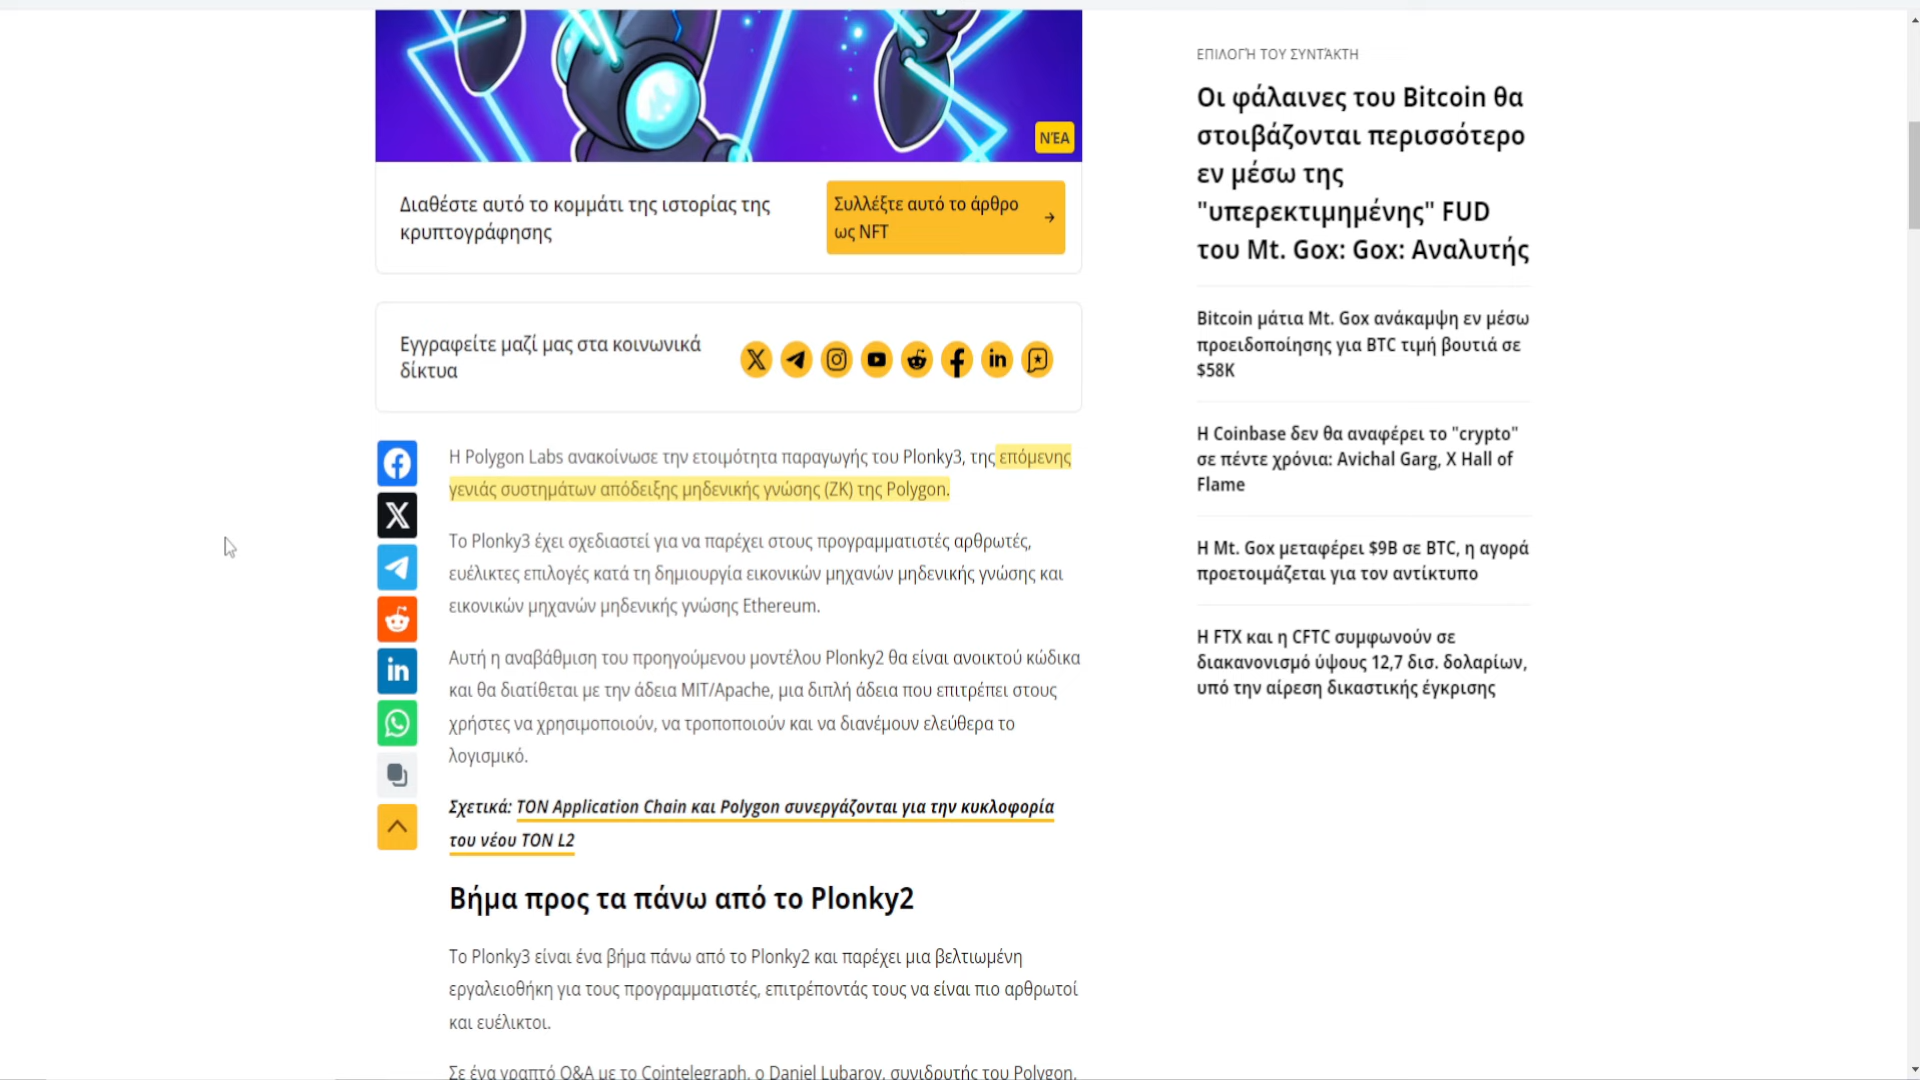 ΝΈΑ
Διαθέστε αυτό το κομμάτι της ιστορίας της
κρυπτογράφησης
Συλλέξτε αυτό το άρθρο
ως NFT
Εγγραφείτε μαζί μας στα κοινωνικά
δίκτυα
Η Polygon Labs ανακοίνωσε την ετοιμότητα παραγωγής του Plonky3, της επόμενης
γενιάς συστημάτων απόδειξης μηδενικής γνώσης (ZK) της Polygon.
Το Plonky3 έχει σχεδιαστεί για να παρέχει στους προγραμματιστές αρθρωτές,
ευέλικτες επιλογές κατά τη δημιουργία εικονικών μηχανών μηδενικής γνώσης και
εικονικών μηχανών μηδενικής γνώσης Ethereum.
Αυτή η αναβάθμιση του προηγούμενου μοντέλου Plonky2 θα είναι ανοικτού κώδικα
και θα διατίθεται με την άδεια MIT/Apache, μια διπλή άδεια που επιτρέπει στους
χρήστες να χρησιμοποιούν, να τροποποιούν και να διανέμουν ελεύθερα το
λογισμικό.
Σχετικά: TON Application Chain και Polygon συνεργάζονται για την κυκλοφορία
του νέου TON L2
Βήμα προς τα πάνω από το Plonky2
Το Plonky3 είναι ένα βήμα πάνω από το Plonky2 και παρέχει μια βελτιωμένη
εργαλειοθήκη για τους προγραμματιστές, επιτρέποντάς τους να είναι πιο αρθρωτοί
και ευέλικτοι.
Σε ένα γραπτό Q&A με το Cointelegraph, ο Daniel Lubarov, συνιδρυτής του Polygon,
ΕΠΙΛΟΓΉ ΤΟΥ ΣΥΝΤΆΚΤΗ
Οι φάλαινες του Bitcoin θα
στοιβάζονται περισσότερο
εν μέσω της
"υπερεκτιμημένης" FUD
του Mt. Gox: Gox: Αναλυτής
Bitcoin μάτια Mt. Gox ανάκαμψη εν μέσω
προειδοποίησης για BTC τιμή βουτιά σε
$58K
Η Coinbase δεν θα αναφέρει το "crypto"
σε πέντε χρόνια: Avichal Garg, X Hall of
Flame
Η Mt. Gox μεταφέρει $9B σε BTC, η αγορά
προετοιμάζεται για τον αντίκτυπο
Η FTX και η CFTC συμφωνούν σε
διακανονισμό ύψους 12,7 δισ. δολαρίων,
υπό την αίρεση δικαστικής έγκρισης